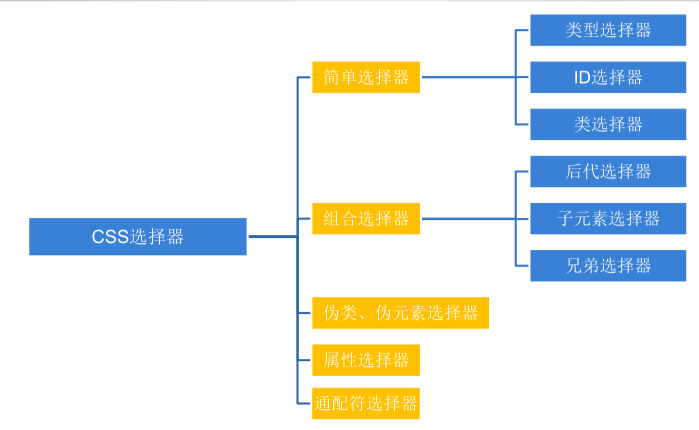 CSS选择器
简单选择器
类型选择器
ID选择器
类选择器
组合选择器
后代选择器
子元素选择器
兄弟选择器
伪类、伪元素选择器
属性选择器
通配符选择器